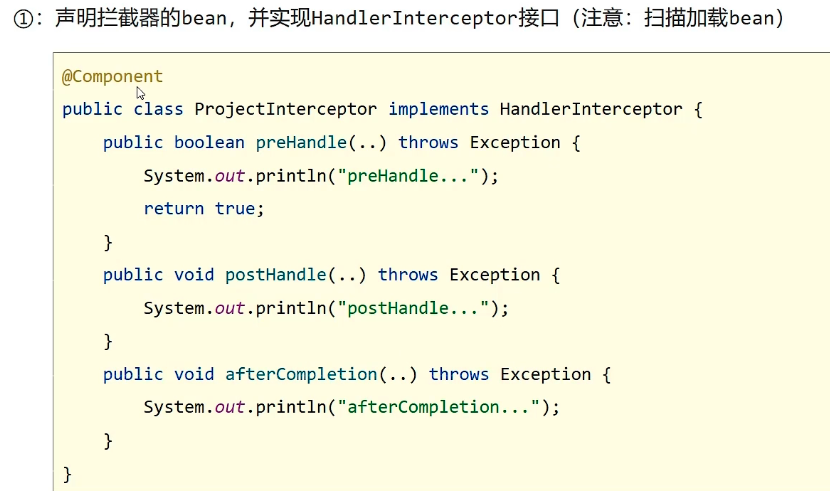 ①：声明拦截器的bean，并实现HandlerInterceptor接口（注意：扫描加载bean）
@Component
public class ProjectInterceptor implements HandlerInterceptor {
    public boolean preHandle(..) throws Exception {
        System.out.println("preHandle...");
        return true;
    }
    public void postHandle(..) throws Exception {
        System.out.println("postHandle...");
    }
    public void afterCompletion(..) throws Exception {
        System.out.println("afterCompletion...");
    }
}